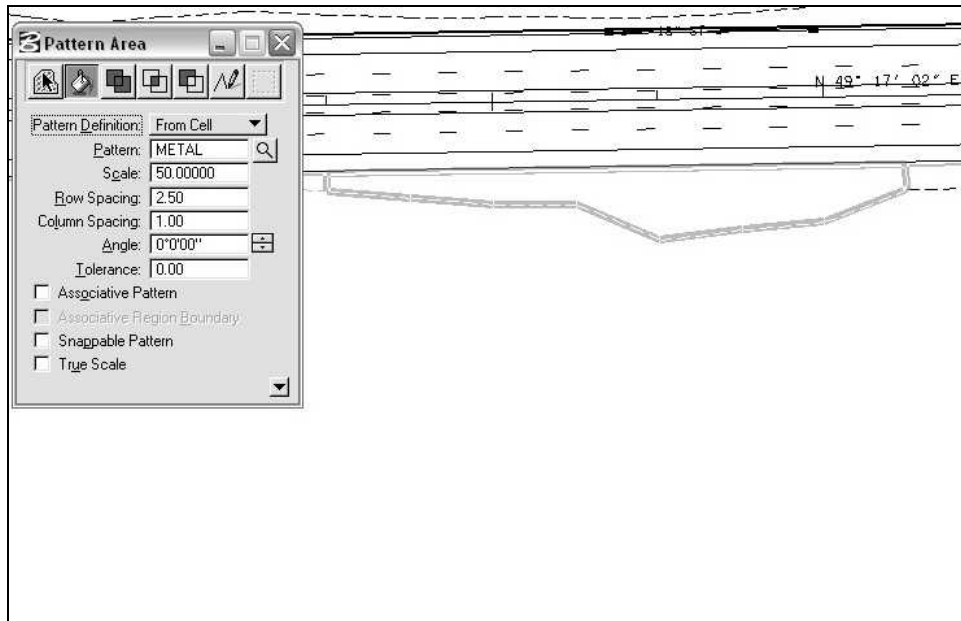 Pattern Area
Pattern Definition: From Cell
Pattern: METAL
Scale: 50.00000
Row Spacing: 2.50
Column Spacing: 1.00
Angle: 0°0'00"
Tolerance: 0.00
Associative Pattern
Associative Region Boundary
Snappable Pattern
True Scale
N 49° 17' 02" E